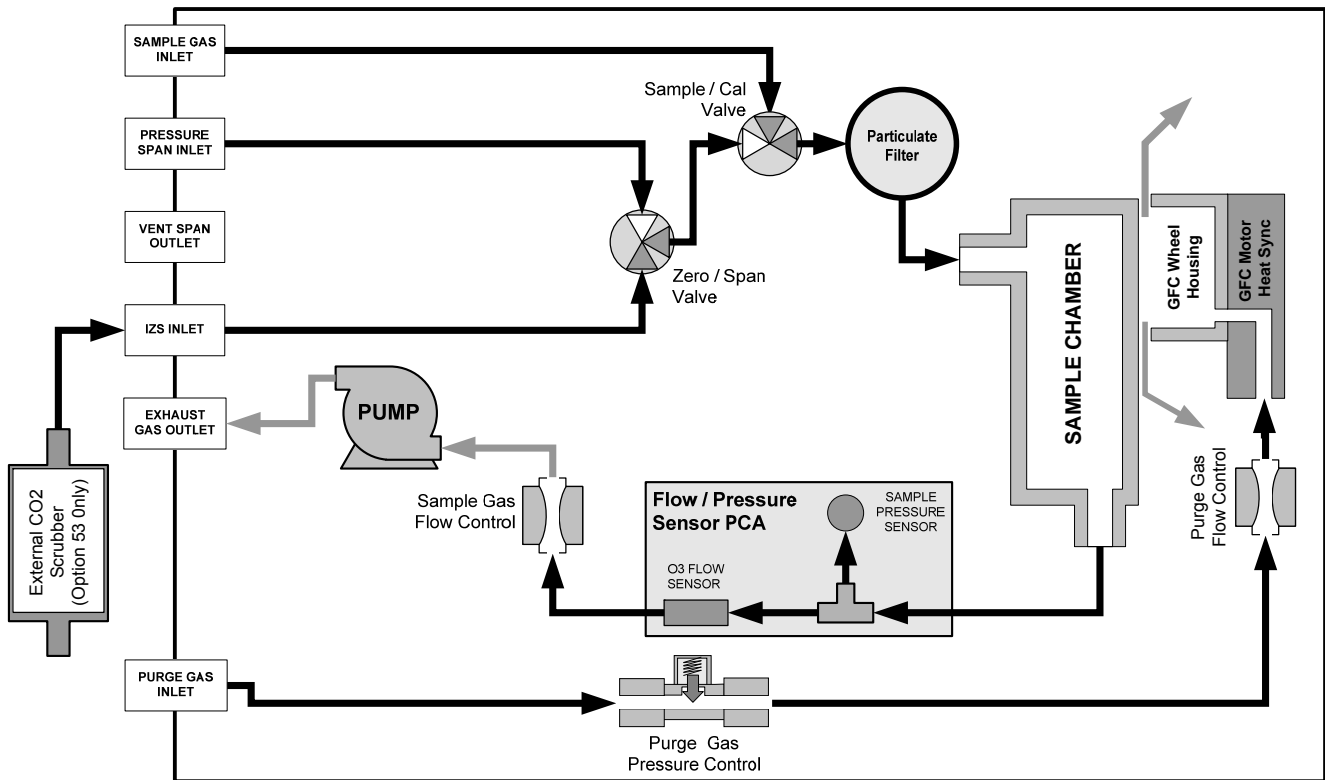 SAMPLE GAS
INLET
Sample / Cal
Valve
PRESSURE
SPAN INLET
Particulate
Filter
VENT SPAN
OUTLET
Zero / Span
Valve
GFC Wheel
Housing
GFC Motor
Heat Sync
SAMPLE CHAMBER
IZS INLET
EXHAUST
GAS OUTLET
PUMP
Sample Gas
Flow Control
Flow / Pressure
Sensor PCA
SAMPLE
PRESSURE
SENSOR
O3 FLOW
SENSOR
Purge Gas
Flow Control
External CO2
Scrubber
(Option 53 0nly)
PURGE GAS
INLET
Purge Gas
Pressure Control